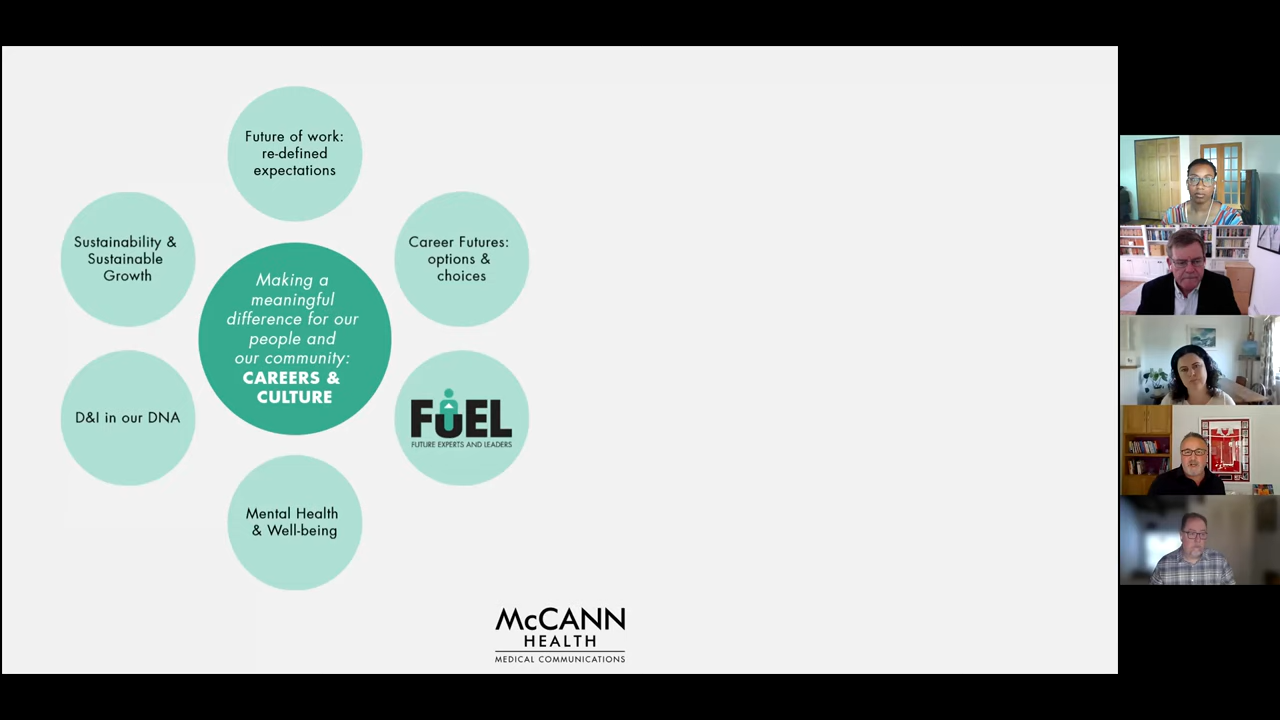 Future of work:
re-defined
expectations
Sustainability &
Sustainable
Growth
Career Futures:
options &
choices
Making a
meaningful
difference for our
people and
our community:
CAREERS &
CULTURE
D&I in our DNA
FUEL
FUTURE EXPERTS AND LEADERS
Mental Health
& Well-being
McCANN
HEALTH
MEDICAL COMMUNICATIONS